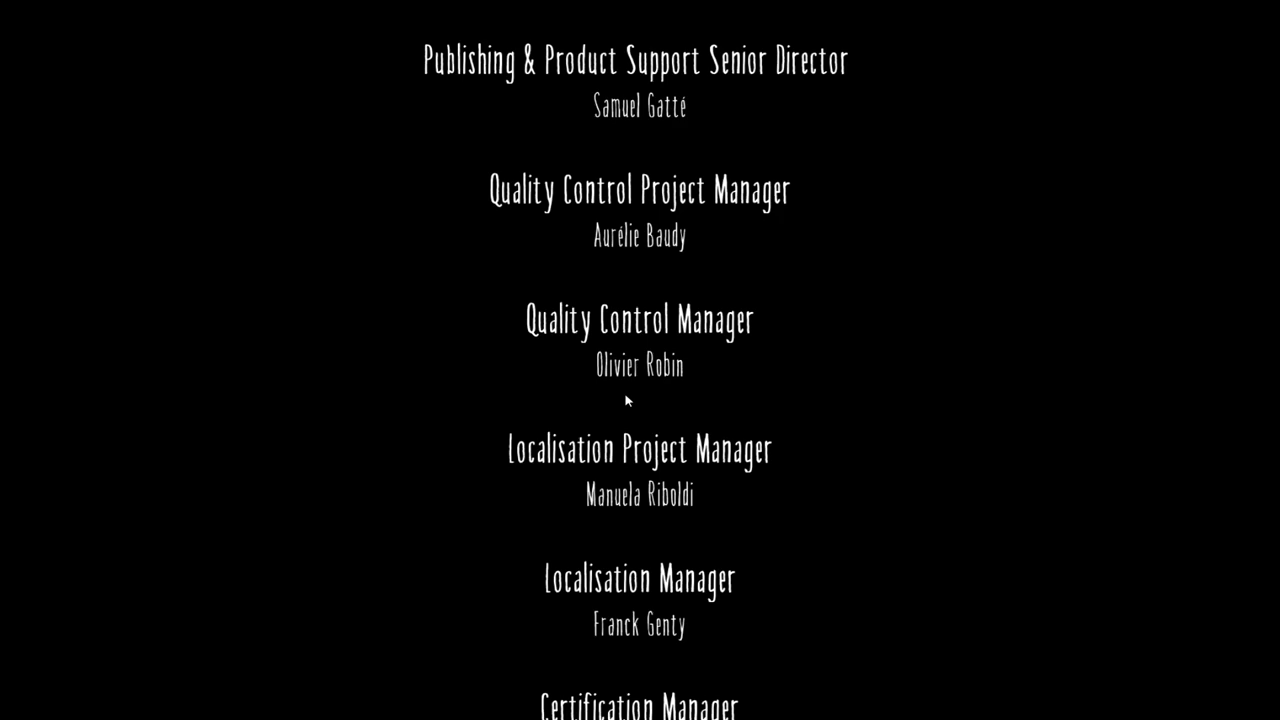 Publishing & Product Support Senior Director
Samuel Gatté
Quality Control Project Manager
Aurélie Baudy
Quality Control Manager
Olivier Robin
Localisation Project Manager
Manuela Riboldi
Localisation Manager
Franck Genty
Certification Manager